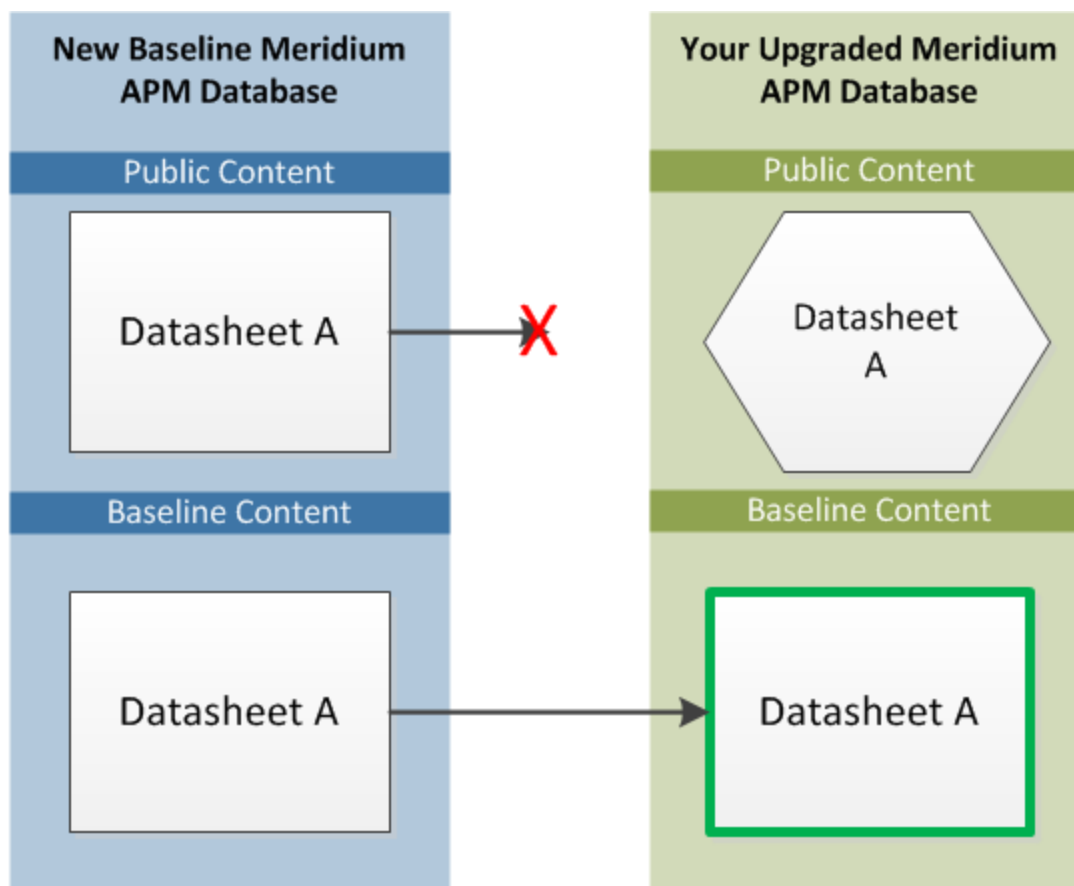 New Baseline Meridium
APM Database
Your Upgraded Meridium
APM Database
Public Content
Public Content
Datasheet A
X
Datasheet
A
Baseline Content
Baseline Content
Datasheet A
Datasheet A